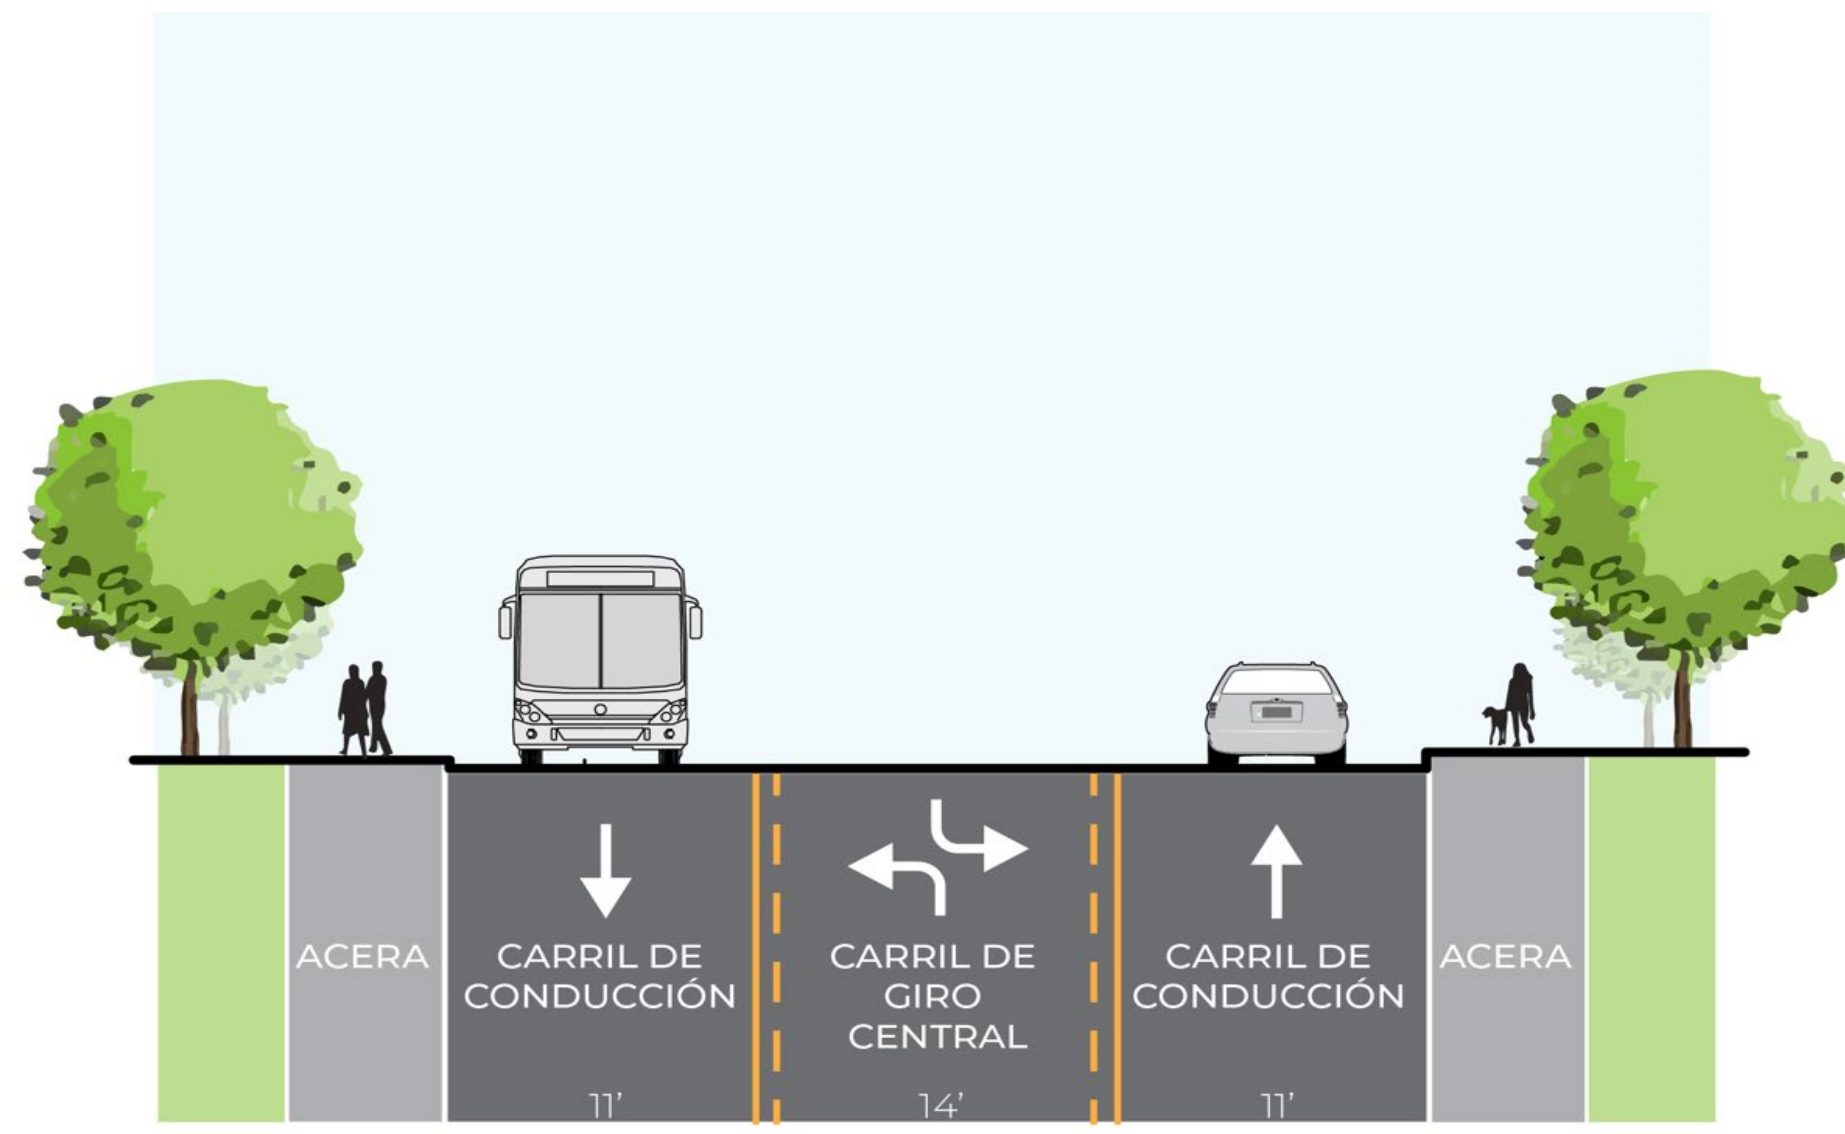 ACERA
CARRIL DE
CONDUCCIÓN
11’
CARRIL DE
GIRO
CENTRAL
14’
CARRIL DE
CONDUCCIÓN
11’
ACERA